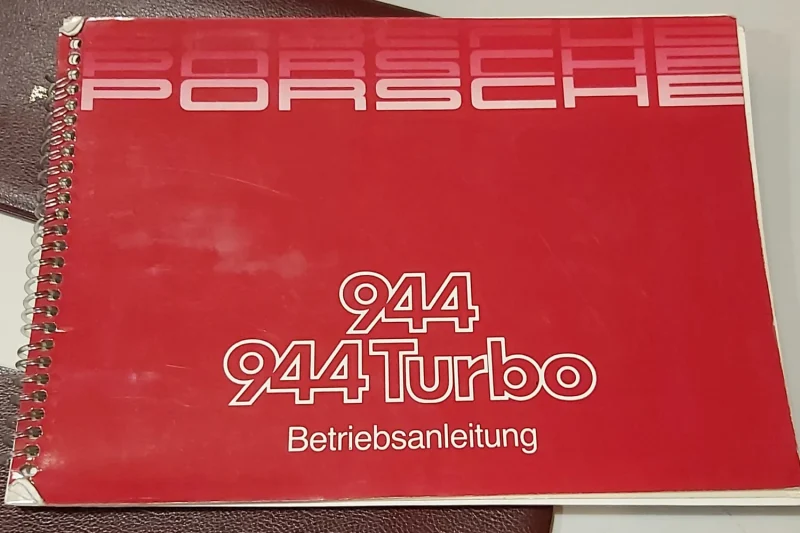 PORSCHE
PORSCHE
PORSCHE
944
944 Turbo
Betriebsanleitung